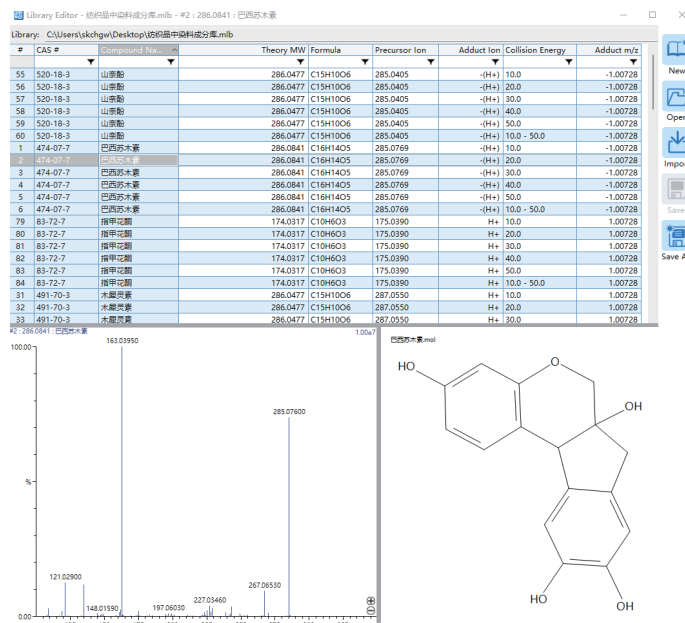 Library Editor - 纺织品中染料成分库.mlb - #2 : 286.0841 : 巴西苏木素
Library: C:\Users\skchgw\Desktop\纺织品中染料成分库.mlb
# CAS # Compound Na... Theory MW Formula Precursor Ion Adduct Ion Collision Energy Adduct m/z
55 520-18-3 山柰酚 286.0477 C15H10O6 285.0405 -(H+) 10.0 -1.00728
56 520-18-3 山柰酚 286.0477 C15H10O6 285.0405 -(H+) 20.0 -1.00728
57 520-18-3 山柰酚 286.0477 C15H10O6 285.0405 -(H+) 30.0 -1.00728
58 520-18-3 山柰酚 286.0477 C15H10O6 285.0405 -(H+) 40.0 -1.00728
59 520-18-3 山柰酚 286.0477 C15H10O6 285.0405 -(H+) 50.0 -1.00728
60 520-18-3 山柰酚 286.0477 C15H10O6 285.0405 -(H+) 10.0 - 50.0 -1.00728
1 474-07-7 巴西苏木素 286.0841 C16H14O5 285.0769 -(H+) 10.0 -1.00728
2 474-07-7 巴西苏木素 286.0841 C16H14O5 285.0769 -(H+) 20.0 -1.00728
3 474-07-7 巴西苏木素 286.0841 C16H14O5 285.0769 -(H+) 30.0 -1.00728
4 474-07-7 巴西苏木素 286.0841 C16H14O5 285.0769 -(H+) 40.0 -1.00728
5 474-07-7 巴西苏木素 286.0841 C16H14O5 285.0769 -(H+) 50.0 -1.00728
6 474-07-7 巴西苏木素 286.0841 C16H14O5 285.0769 -(H+) 10.0 - 50.0 -1.00728
79 83-72-7 指甲花醌 174.0317 C10H6O3 175.0390 H+ 10.0 1.00728
80 83-72-7 指甲花醌 174.0317 C10H6O3 175.0390 H+ 20.0 1.00728
81 83-72-7 指甲花醌 174.0317 C10H6O3 175.0390 H+ 30.0 1.00728
82 83-72-7 指甲花醌 174.0317 C10H6O3 175.0390 H+ 40.0 1.00728
83 83-72-7 指甲花醌 174.0317 C10H6O3 175.0390 H+ 50.0 1.00728
84 83-72-7 指甲花醌 174.0317 C10H6O3 175.0390 H+ 10.0 - 50.0 1.00728
31 491-70-3 木犀灵素 286.0477 C15H10O6 287.0550 H+ 10.0 1.00728
32 491-70-3 木犀灵素 286.0477 C15H10O6 287.0550 H+ 20.0 1.00728
33 491-70-3 木犀灵素 286.0477 C15H10O6 287.0550 H+ 30.0 1.00728
New
Open
Import
Save
Save A
#2 : 286.0841 : 巴西苏木素 1.00e7
100.00
%
0.00
163.03950
285.07600
121.02900
148.01590
197.06030
227.03460
267.06530
巴西苏木素.mol
HO
O
OH
HO
OH